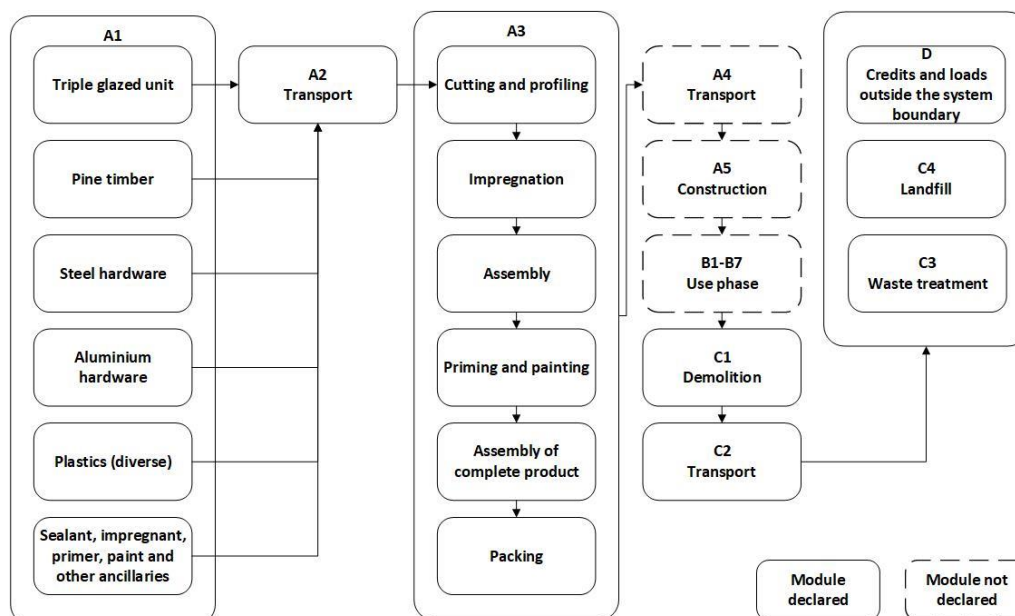 A1
Triple glazed unit
Pine timber
Steel hardware
Aluminium
hardware
Plastics (diverse)
Sealant, impregnant,
primer, paint and
other ancillaries
A2
Transport
A3
Cutting and profiling
Impregnation
Assembly
Priming and painting
Assembly of
complete product
Packing
A4
Transport
A5
Construction
B1-B7
Use phase
C1
Demolition
C2
Transport
D
Credits and loads
outside the system
boundary
C4
Landfill
C3
Waste treatment
Module
declared
Module not
declared